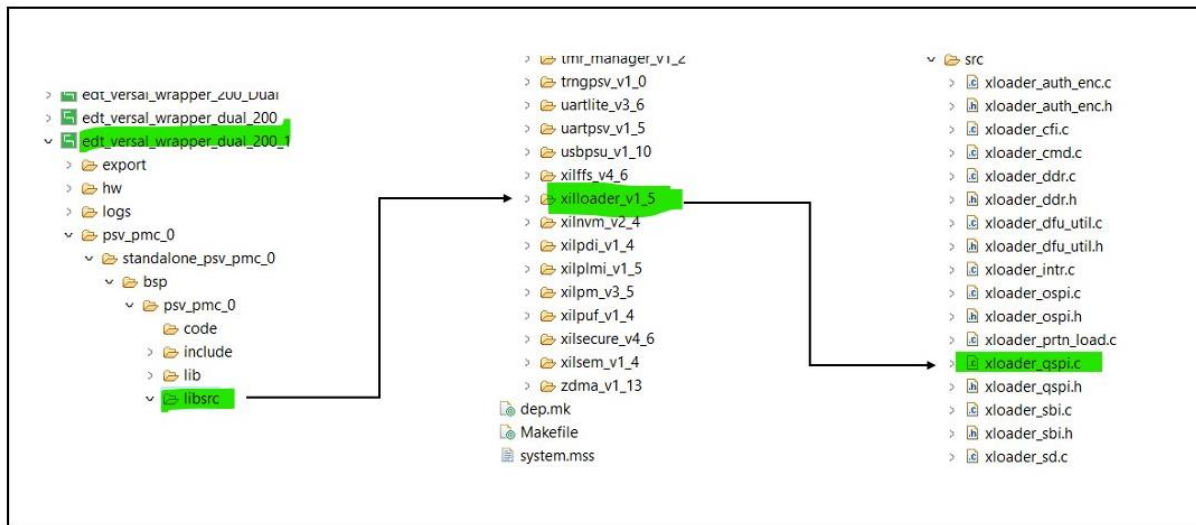 edt_versal_wrapper_200_Dual
edt_versal_wrapper_dual_200
edt_versal_wrapper_dual_200_1
export
hw
logs
psv_pmc_0
standalone_psv_pmc_0
bsp
psv_pmc_0
code
include
lib
libsrc
tmr_manager_v1_2
trngpsv_v1_0
uartlite_v3_6
uartpsv_v1_5
usbpsu_v1_10
xilffs_v4_6
xilloader_v1_5
xilnvm_v2_4
xilpdi_v1_4
xilplmi_v1_5
xilpm_v3_5
xilpuf_v1_4
xilsecure_v4_6
xilsem_v1_4
zdma_v1_13
dep.mk
Makefile
system.mss
src
xloader_auth_enc.c
xloader_auth_enc.h
xloader_cfi.c
xloader_cmd.c
xloader_ddr.c
xloader_ddr.h
xloader_dfu_util.c
xloader_dfu_util.h
xloader_intr.c
xloader_ospi.c
xloader_ospi.h
xloader_prtn_load.c
xloader_qspi.c
xloader_qspi.h
xloader_sbi.c
xloader_sbi.h
xloader_sd.c